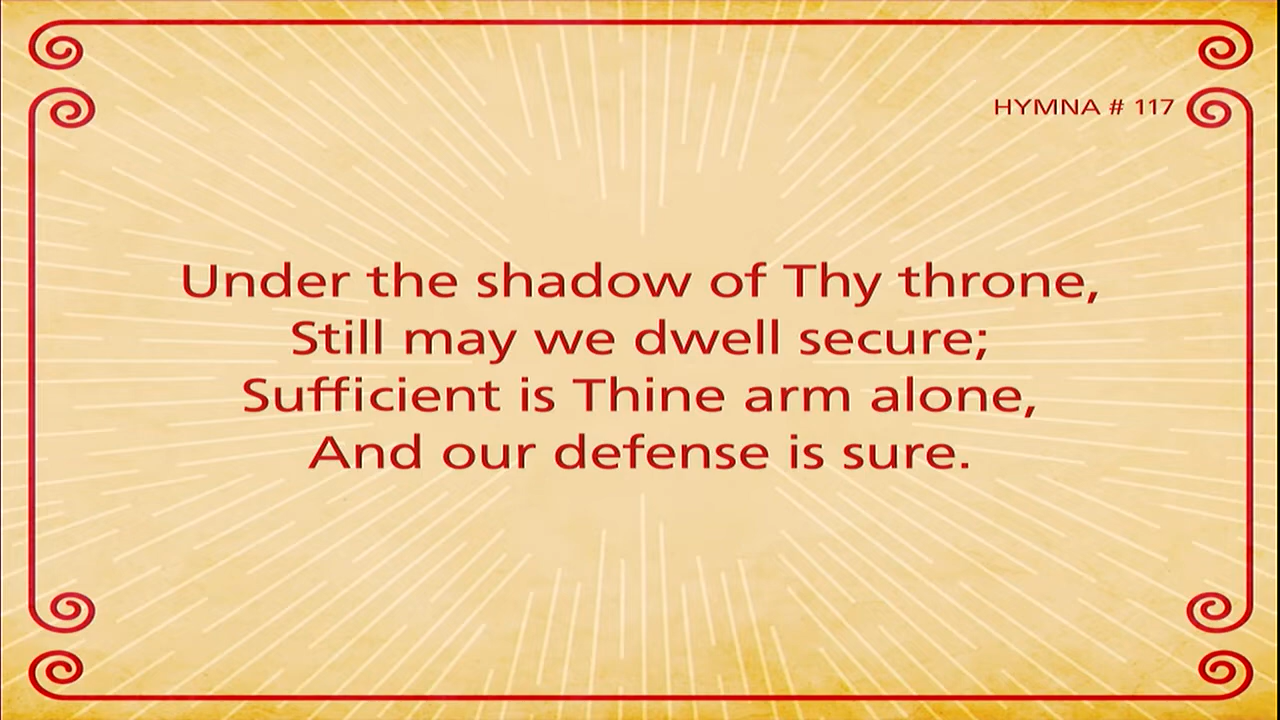 HYMNA # 117
Under the shadow of Thy throne,
Still may we dwell secure;
Sufficient is Thine arm alone,
And our defense is sure.